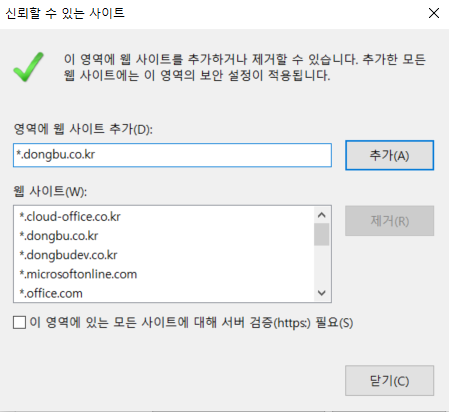 신뢰할 수 있는 사이트
이 영역에 웹 사이트를 추가하거나 제거할 수 있습니다. 추가한 모든
웹 사이트에는 이 영역의 보안 설정이 적용됩니다.
영역에 웹 사이트 추가(D):
*.dongbu.co.kr
추가(A)
웹 사이트(W):
*.cloud-office.co.kr
*.dongbu.co.kr
*.dongbudev.co.kr
*.microsoftonline.com
*.office.com
제거(R)
이 영역에 있는 모든 사이트에 대해 서버 검증(https:) 필요(S)
닫기(C)